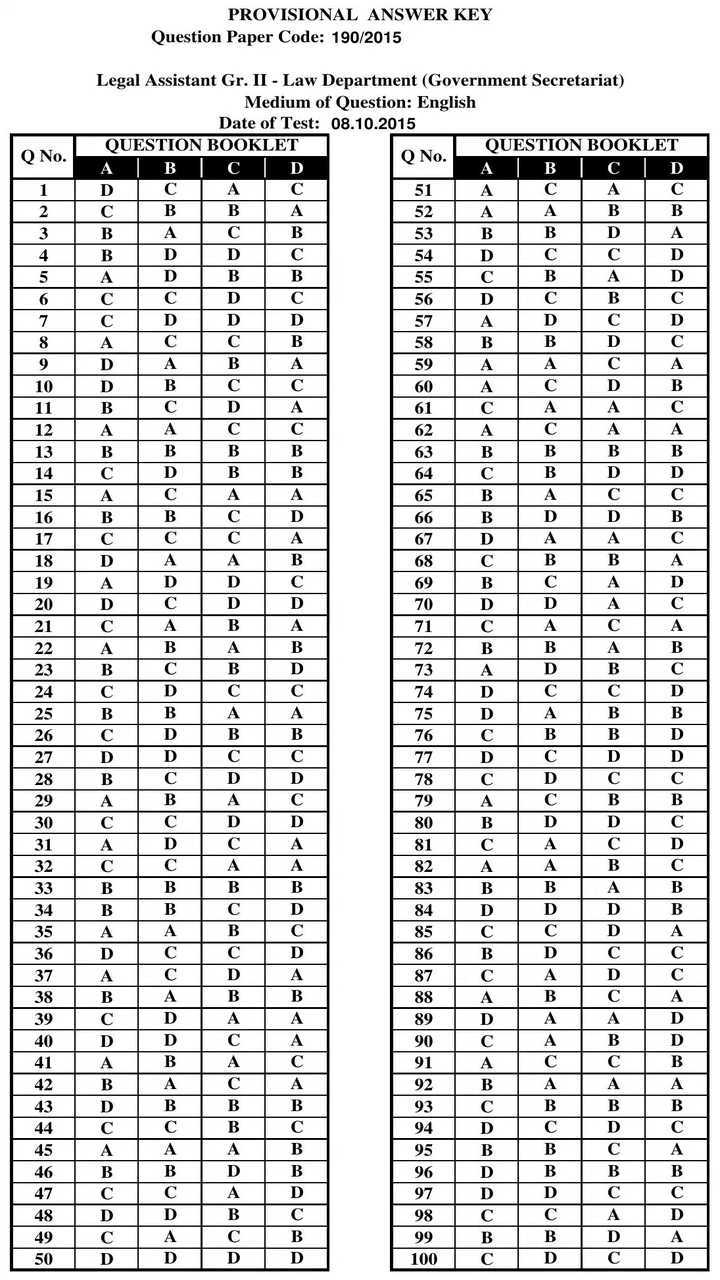 PROVISIONAL ANSWER KEY
Question Paper Code: 190/2015
Legal Assistant Gr. II - Law Department (Government Secretariat)
Medium of Question: English
Date of Test: 08.10.2015
Q No. QUESTION BOOKLET Q No. QUESTION BOOKLET
A B C D A B C D
1 D C A C 51 A C A C
2 C B B A 52 A A B B
3 B A C B 53 B B D A
4 B D D C 54 D C C D
5 A D B B 55 C B A D
6 C C D C 56 D C B C
7 C D D D 57 A D C D
8 A C C B 58 B B D C
9 D A B A 59 A A C A
10 D B C C 60 A C D B
11 B C D A 61 C A A C
12 A A C C 62 A C A A
13 B B B B 63 B B B B
14 C D B B 64 C B D D
15 A C A A 65 B A C C
16 B B C D 66 B D D B
17 C C C A 67 D A A C
18 D A A B 68 C B B A
19 A D D C 69 B C A D
20 D C D D 70 D D A C
21 C A B A 71 C A C A
22 A B A B 72 B B A B
23 B C B D 73 A D B C
24 C D C C 74 D C C D
25 B B A A 75 D A B B
26 C D B B 76 C B B D
27 D D C C 77 D C D D
28 B C D D 78 C D C C
29 A B A C 79 A C B B
30 C C D D 80 B D D C
31 A D C A 81 C A C D
32 C C A A 82 A A B C
33 B B B B 83 B B A B
34 B B C D 84 D D D B
35 A A B C 85 C C D A
36 D C C D 86 B D C C
37 A C D A 87 C A D C
38 B A B B 88 A B C A
39 C D A A 89 D A A D
40 D D C A 90 C A B D
41 A B A C 91 A C C B
42 B A C A 92 B A A A
43 D B B B 93 C B B B
44 C C B C 94 D C D C
45 A A A B 95 B B C A
46 B B D B 96 D B B B
47 C C A D 97 D D C C
48 D D B C 98 C C A D
49 C A C B 99 B B D A
50 D D D D 100 C D C D